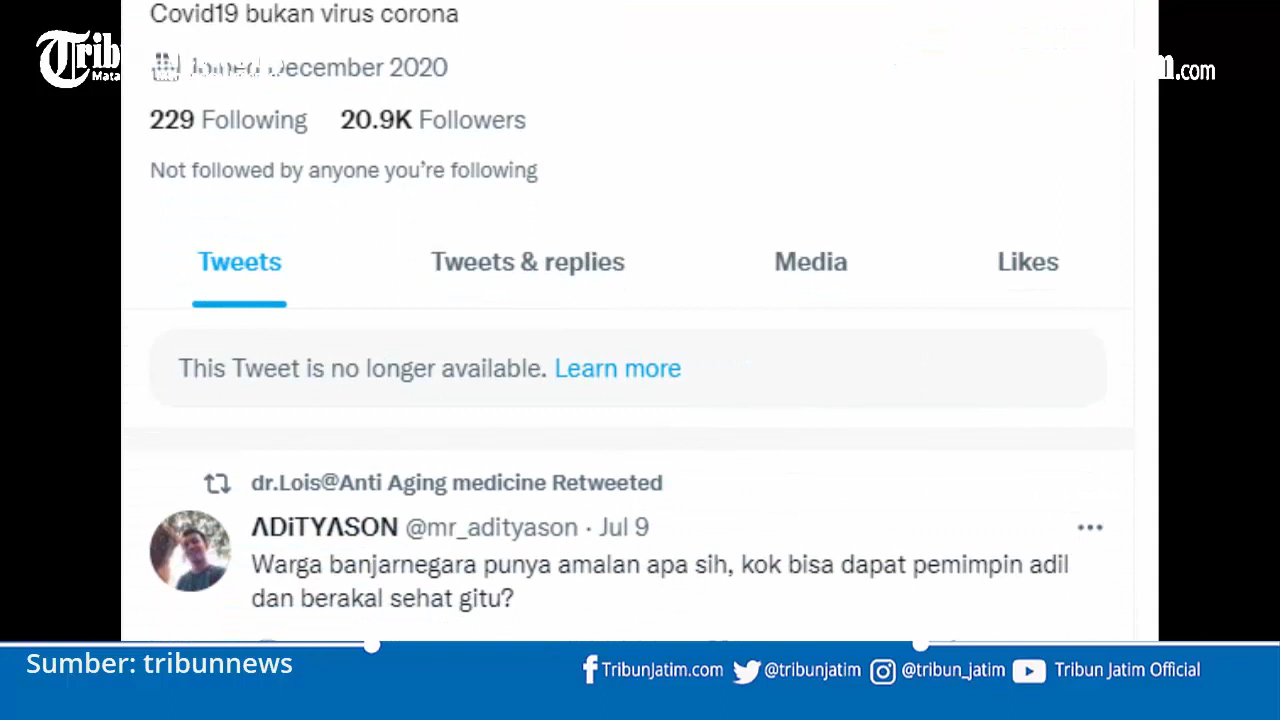 Covid19 bukan virus corona
Joined December 2020
229 Following 20.9K Followers
Not followed by anyone you're following
Tweets Tweets & replies Media Likes
This Tweet is no longer available. Learn more
dr.Lois@Anti Aging medicine Retweeted
ΛDiTYΛSON @mr_adityason · Jul 9
Warga banjarnegara punya amalan apa sih, kok bisa dapat pemimpin adil
dan berakal sehat gitu?
Sumber: tribunnews
TribunJatim.com @tribunjatim @tribun_jatim Tribun Jatim Official